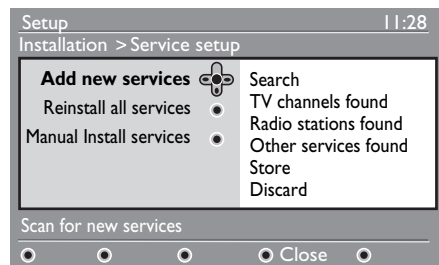 Setup 11:28
Installation > Service setup
Add new services
Reinstall all services
Manual Install services
Search
TV channels found
Radio stations found
Other services found
Store
Discard
Scan for new services
Close